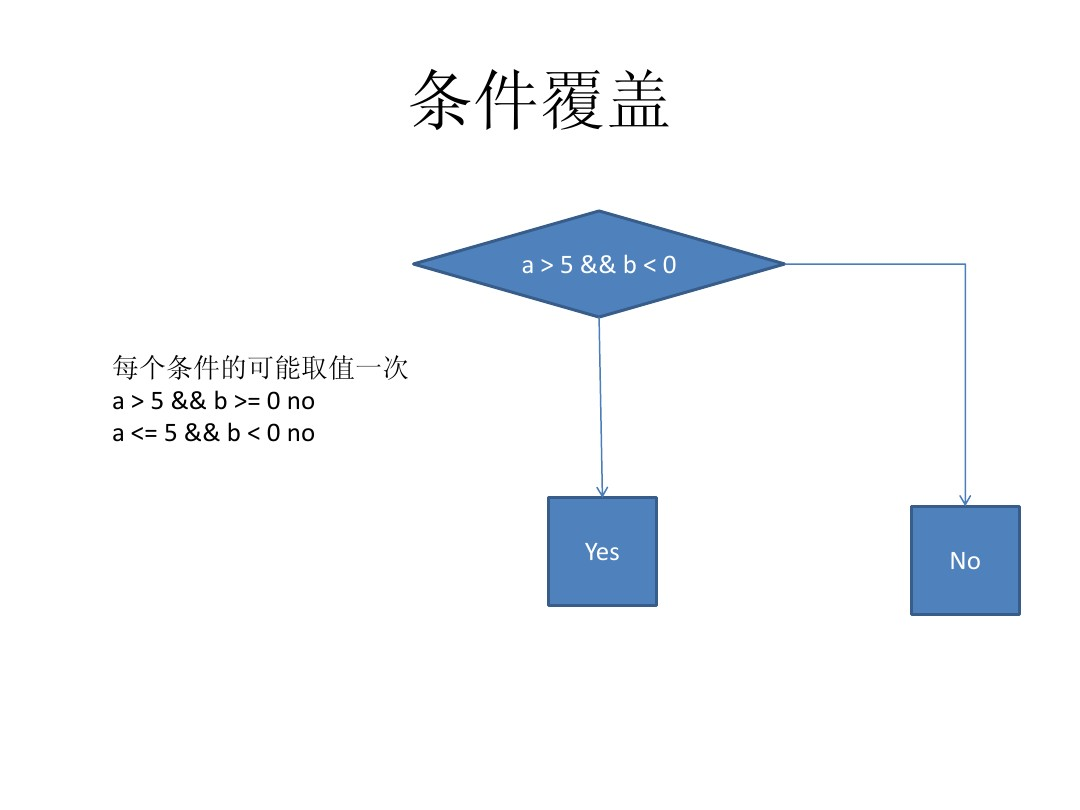 条件覆盖
a > 5 && b < 0
每个条件的可能取值一次
a > 5 && b >= 0 no
a <= 5 && b < 0 no
Yes
No